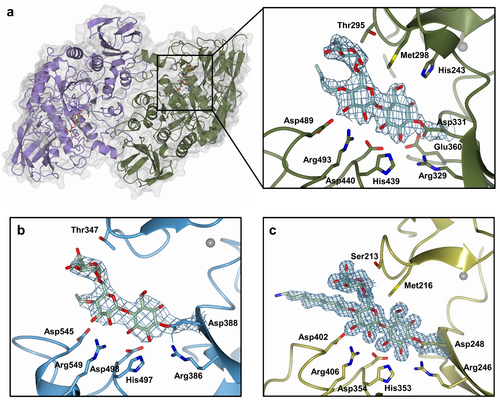 a
Thr295
Met298
His243
Asp489
Asp331
Glu360
Arg493
Arg329
Asp440
His439
b
Thr347
Asp545
Asp388
Arg549
Asp498
Arg386
His497
c
Ser213
Met216
Asp402
Asp248
Arg406
Arg246
Asp354
His353